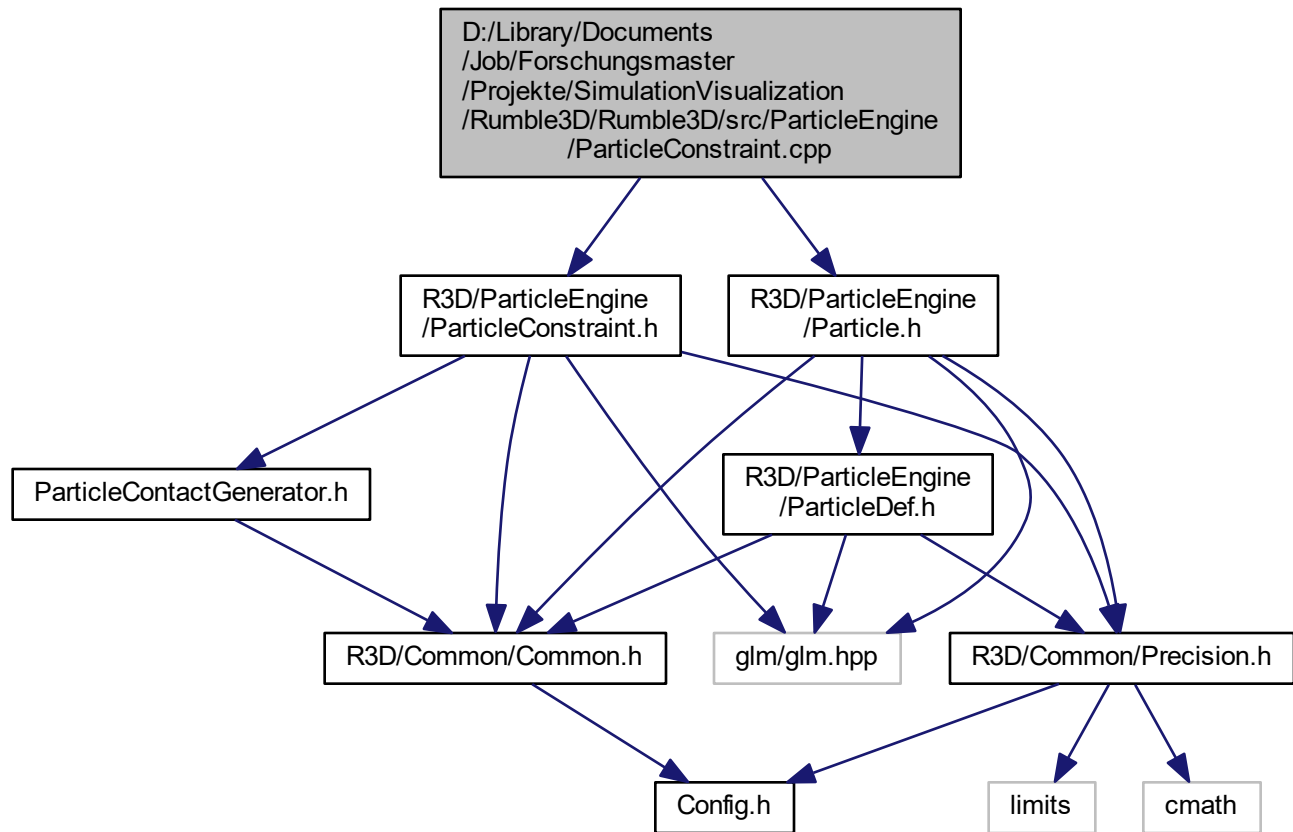 D:/Library/Documents
/Job/Forschungsmaster
/Projekte/SimulationVisualization
/Rumble3D/Rumble3D/src/ParticleEngine
/ParticleConstraint.cpp
R3D/ParticleEngine
/ParticleConstraint.h
R3D/ParticleEngine
/Particle.h
ParticleContactGenerator.h
R3D/ParticleEngine
/ParticleDef.h
R3D/Common/Common.h
glm/glm.hpp
R3D/Common/Precision.h
Config.h
limits
cmath